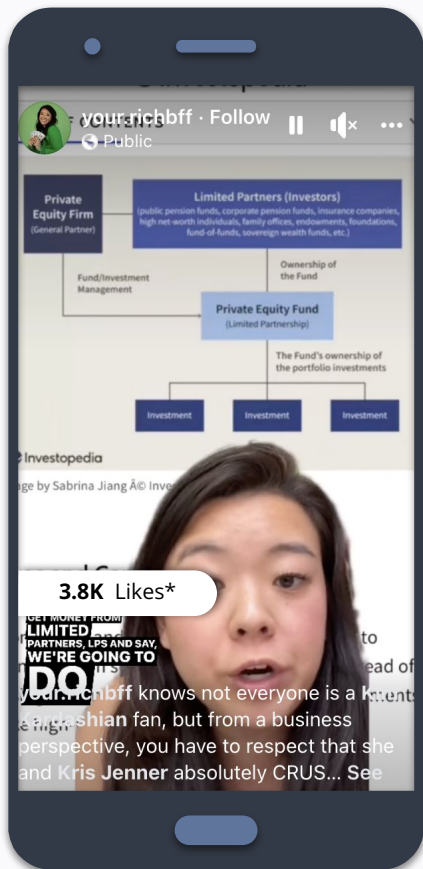 your.richbff · Follow
Public
Private
Equity Firm
(General Partner)
Limited Partners (Investors)
(public pension funds, corporate pension funds, insurance companies,
high net-worth individuals, family offices, endowments, foundations,
fund-of-funds, sovereign wealth funds, etc.)
Fund/Investment
Management
Ownership of
the Fund
Private Equity Fund
(Limited Partnership)
The Fund's ownership of
the portfolio investments
Investment
Investment
Investment
Investopedia
ge by Sabrina Jiang Â© Inve
3.8K Likes*
GET MONEY FROM
LIMITED
PARTNERS, LPS AND SAY,
WE'RE GOING TO
DO
to
ead of
your.richbff knows not everyone is a
Kardashian fan, but from a business
perspective, you have to respect that she
and Kris Jenner absolutely CRUS... See